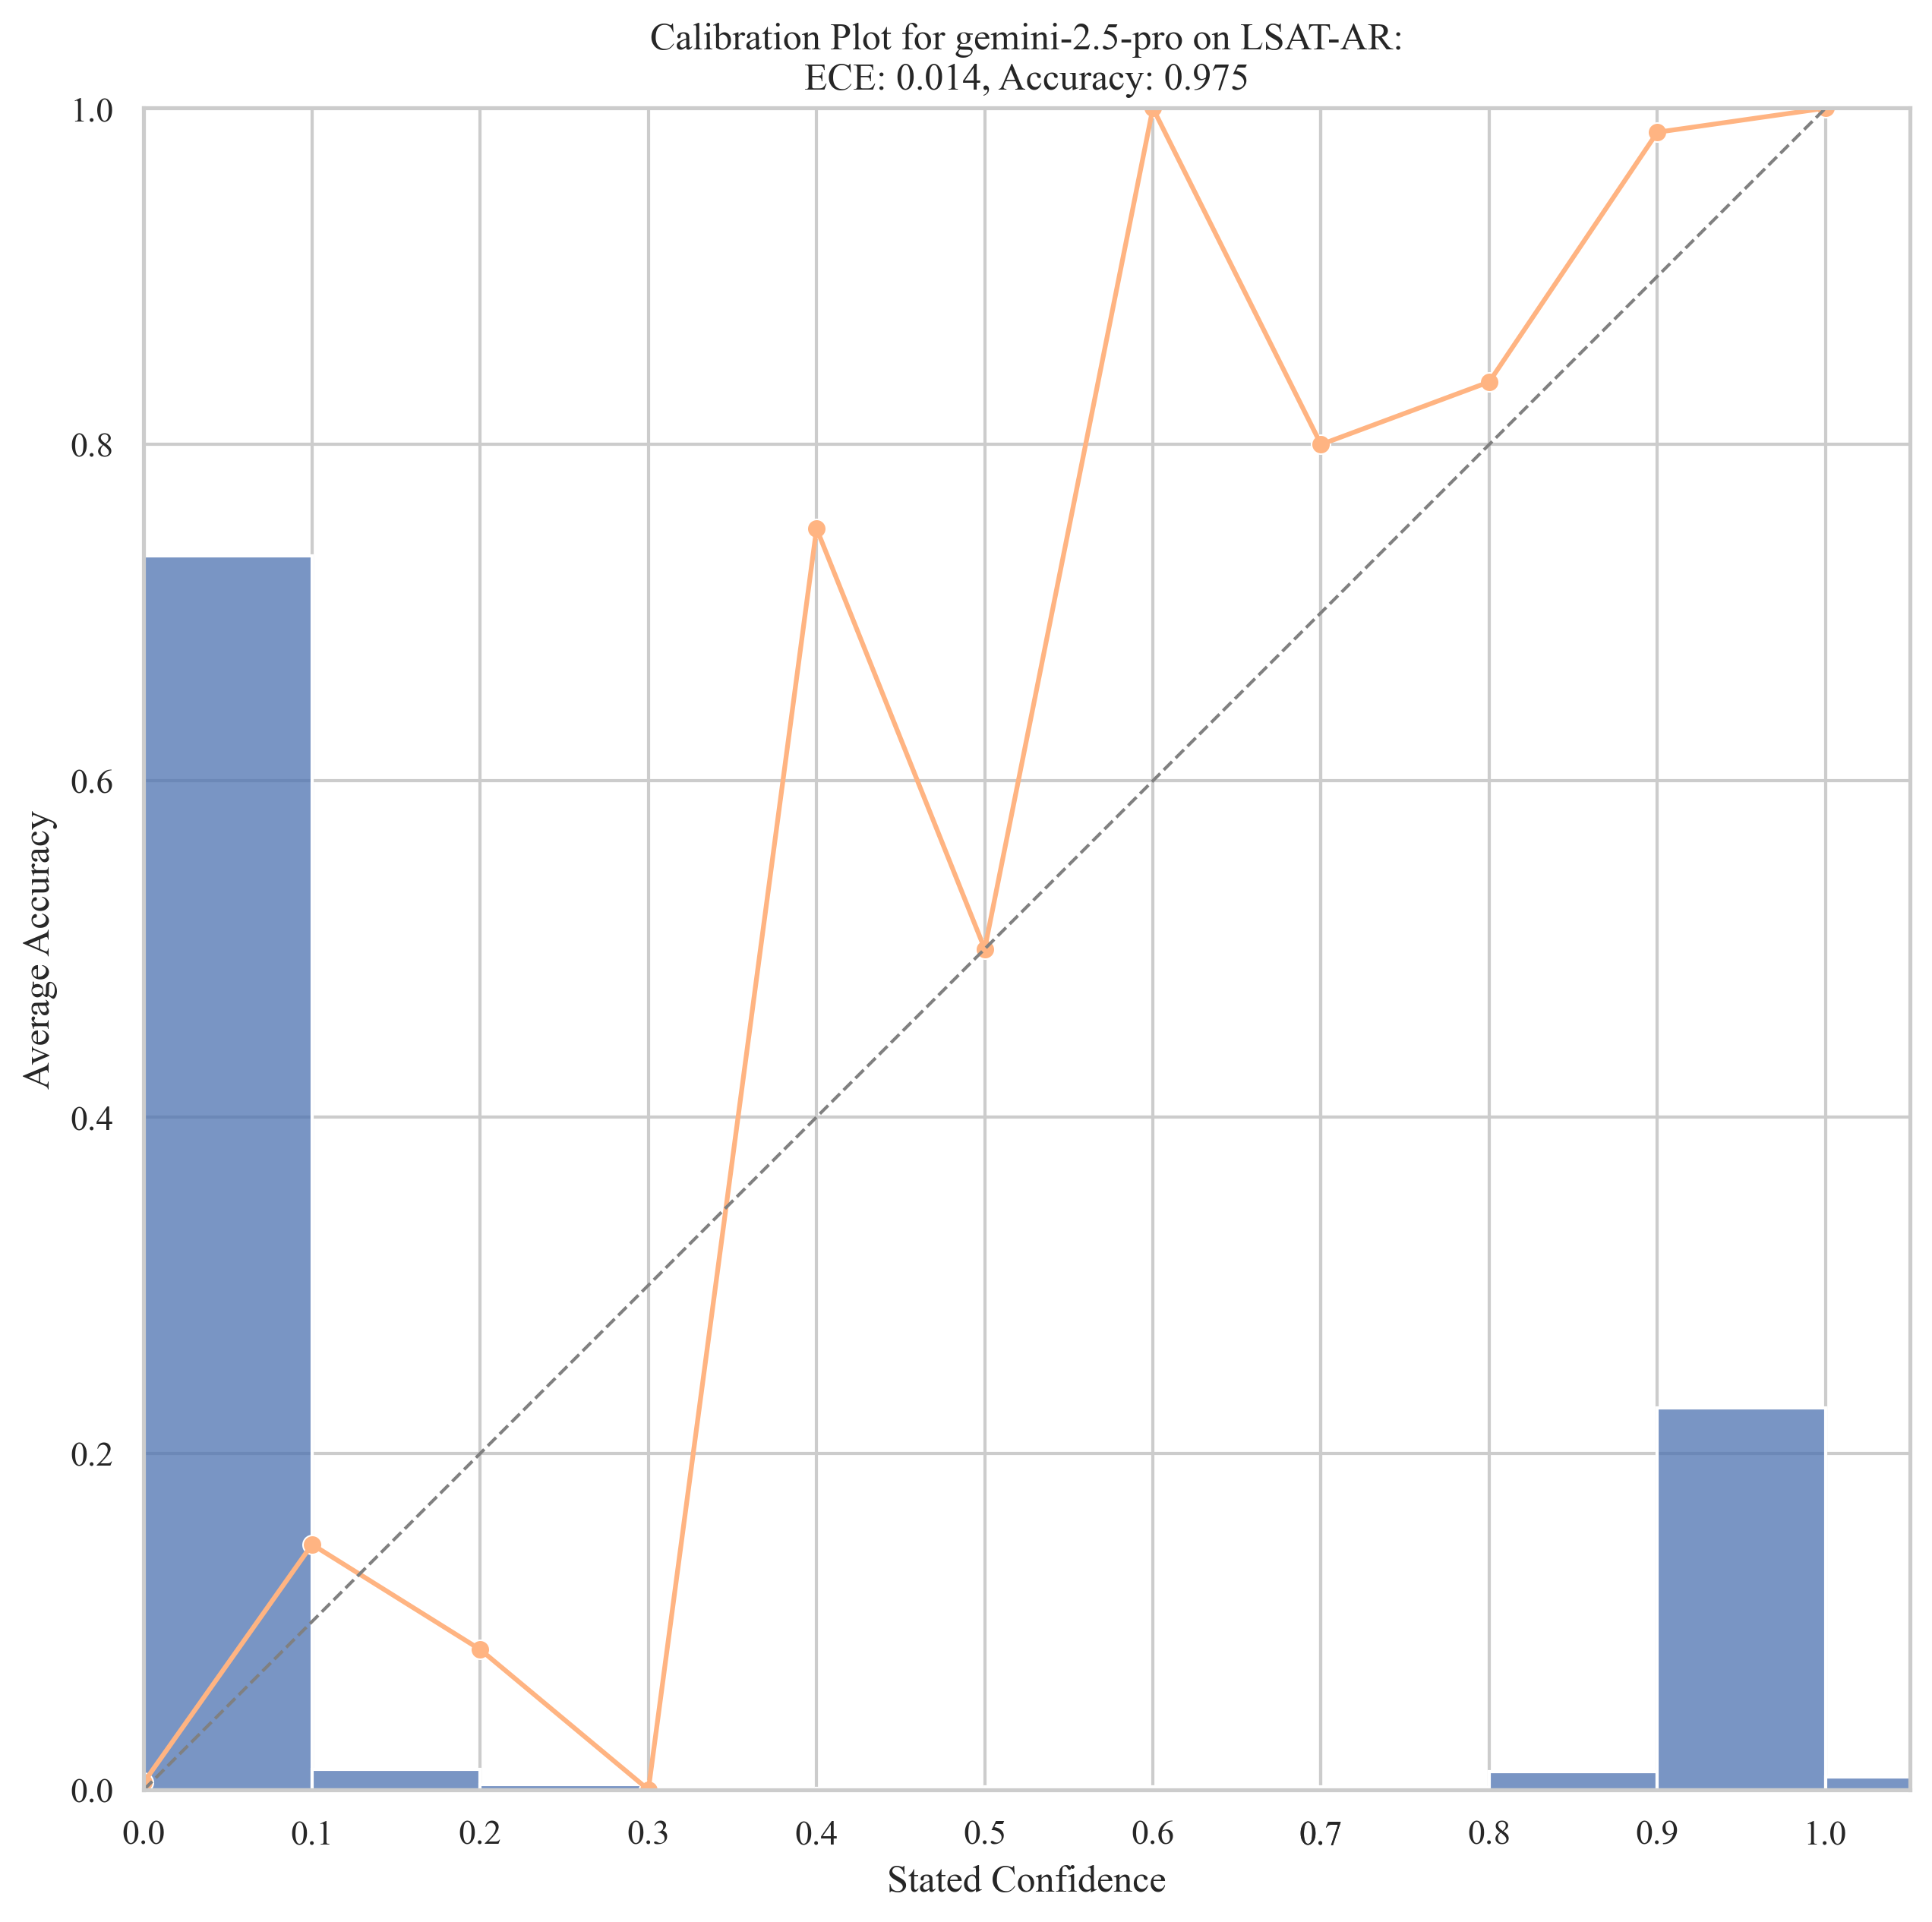 Calibration Plot for gemini-2.5-pro on LSAT-AR:
ECE: 0.014, Accuracy: 0.975
1.0
0.8
0.6
0.4
0.2
0.0
Average Accuracy
0.0 0.1 0.2 0.3 0.4 0.5 0.6 0.7 0.8 0.9 1.0
Stated Confidence